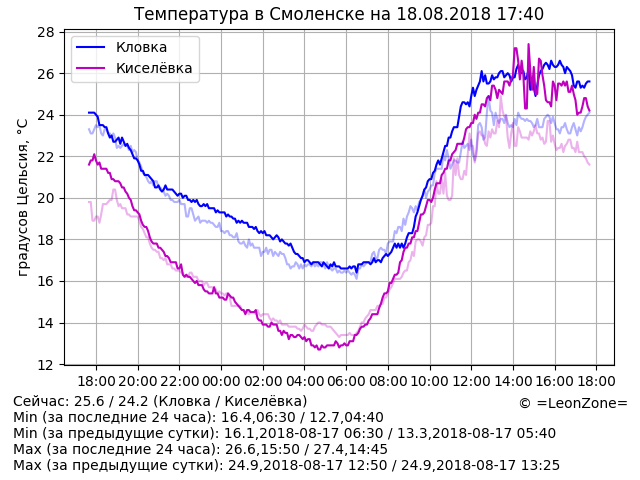 Температура в Смоленске на 18.08.2018 17:40
28
26
24
22
20
18
16
14
12
градусов Цельсия, °C
Кловка
Киселёвка
18:00 20:00 22:00 00:00 02:00 04:00 06:00 08:00 10:00 12:00 14:00 16:00 18:00
Сейчас: 25.6 / 24.2 (Кловка / Киселёвка)
© =LeonZone=
Min (за последние 24 часа): 16.4,06:30 / 12.7,04:40
Min (за предыдущие сутки): 16.1,2018-08-17 06:30 / 13.3,2018-08-17 05:40
Max (за последние 24 часа): 26.6,15:50 / 27.4,14:45
Max (за предыдущие сутки): 24.9,2018-08-17 12:50 / 24.9,2018-08-17 13:25